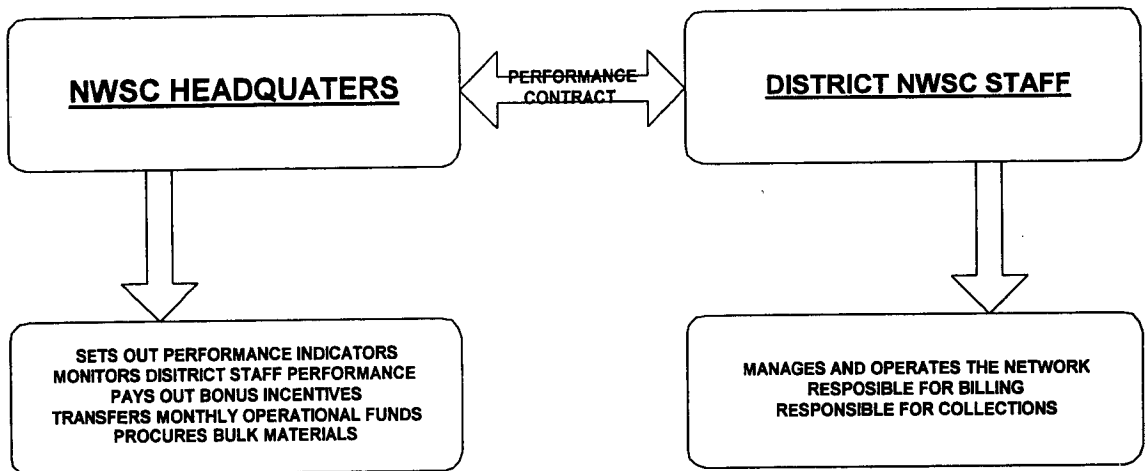 NWSC HEADQUATERS
PERFORMANCE
CONTRACT
DISTRICT NWSC STAFF
SETS OUT PERFORMANCE INDICATORS
MONITORS DISITRICT STAFF PERFORMANCE
PAYS OUT BONUS INCENTIVES
TRANSFERS MONTHLY OPERATIONAL FUNDS
PROCURES BULK MATERIALS
MANAGES AND OPERATES THE NETWORK
RESPOSIBLE FOR BILLING
RESPONSIBLE FOR COLLECTIONS